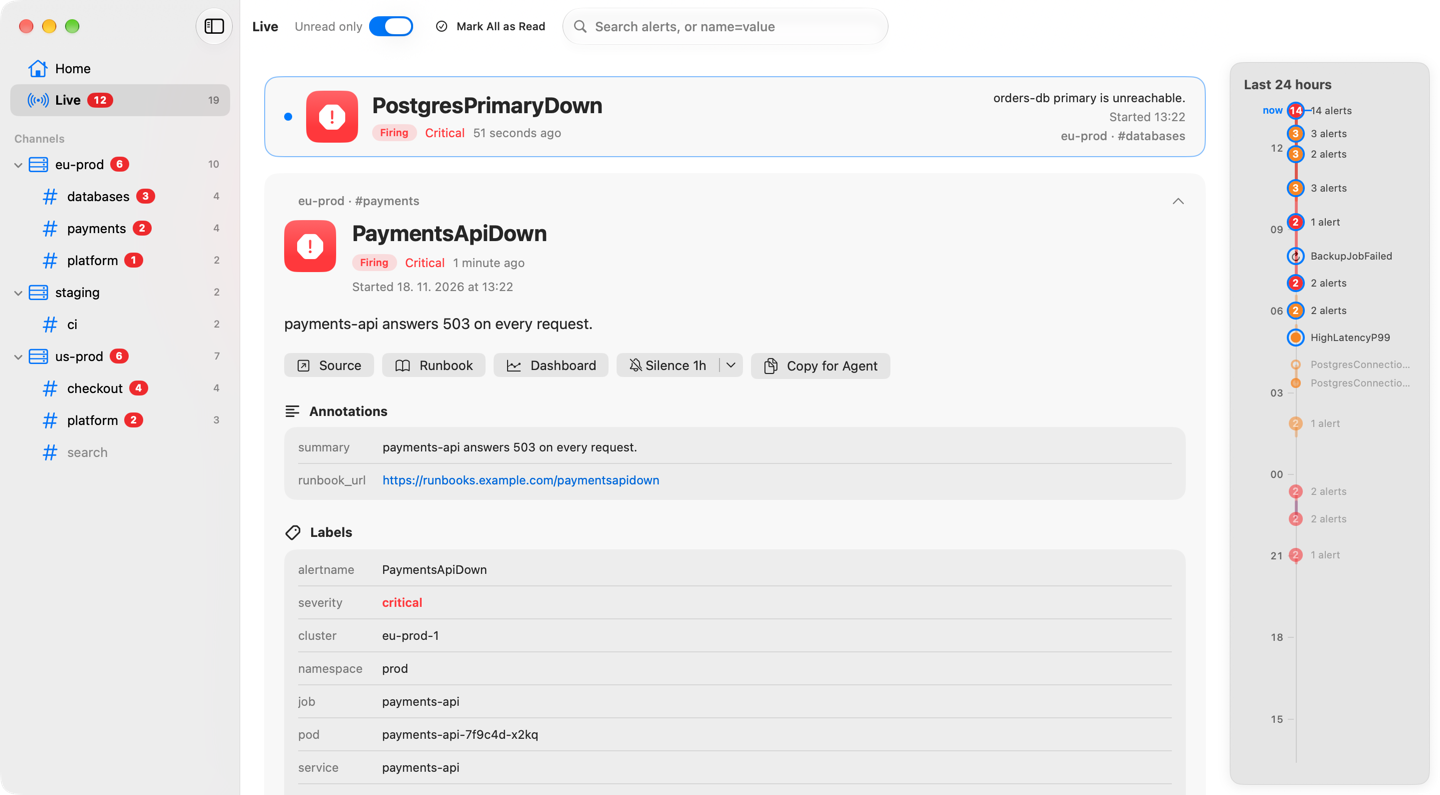 Live
Unread only
Mark All as Read
Search alerts, or name=value
Home
Live 12 19
Channels
eu-prod 6 10
databases 3 4
payments 2 4
platform 1 2
staging 2
ci 2
us-prod 6 7
checkout 4 4
platform 2 3
search
PostgresPrimaryDown
Firing Critical 51 seconds ago
orders-db primary is unreachable.
Started 13:22
eu-prod · #databases
eu-prod · #payments
PaymentsApiDown
Firing Critical 1 minute ago
Started 18. 11. 2026 at 13:22
payments-api answers 503 on every request.
Source
Runbook
Dashboard
Silence 1h
Copy for Agent
Annotations
summary payments-api answers 503 on every request.
runbook_url https://runbooks.example.com/paymentsapidown
Labels
alertname PaymentsApiDown
severity critical
cluster eu-prod-1
namespace prod
job payments-api
pod payments-api-7f9c4d-x2kq
service payments-api
Last 24 hours
now 14 14 alerts
3 3 alerts
12
3 2 alerts
3 3 alerts
2 1 alert
09
BackupJobFailed
2 2 alerts
06 2 2 alerts
HighLatencyP99
PostgresConnectio...
PostgresConnectio...
03
2 1 alert
00
2 2 alerts
2 2 alerts
21 2 1 alert
18
15